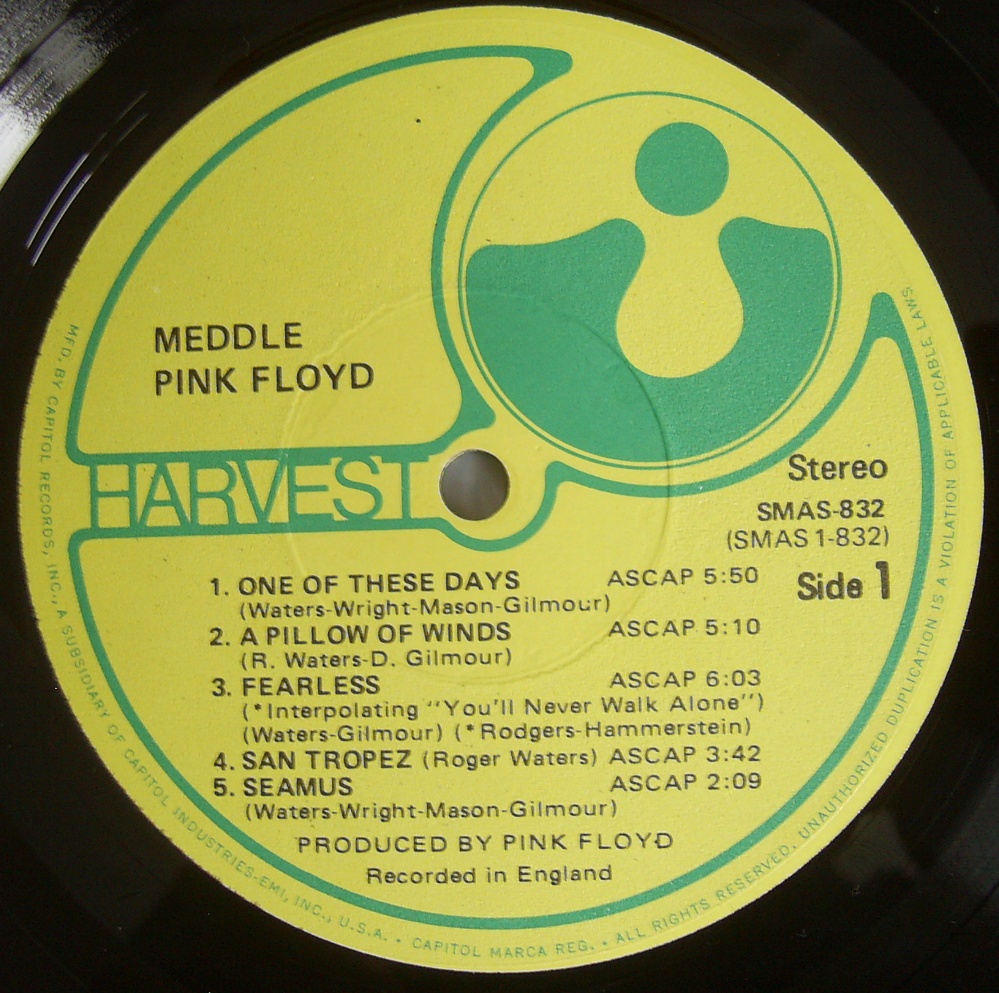 MEDDLE
PINK FLOYD
HARVEST
Stereo
SMAS-832
(SMAS 1-832)
Side 1
1. ONE OF THESE DAYS ASCAP 5:50
(Waters-Wright-Mason-Gilmour)
2. A PILLOW OF WINDS ASCAP 5:10
(R. Waters-D. Gilmour)
3. FEARLESS ASCAP 6:03
(*Interpolating "You'll Never Walk Alone")
(Waters-Gilmour) (*Rodgers-Hammerstein)
4. SAN TROPEZ (Roger Waters) ASCAP 3:42
5. SEAMUS ASCAP 2:09
(Waters-Wright-Mason-Gilmour)
PRODUCED BY PINK FLOYD
Recorded in England
MFD. BY CAPITOL RECORDS, INC., A SUBSIDIARY OF CAPITOL INDUSTRIES-EMI, INC., U.S.A. • CAPITOL MARCA REG. • ALL RIGHTS RESERVED. UNAUTHORIZED DUPLICATION IS A VIOLATION OF APPLICABLE LAWS